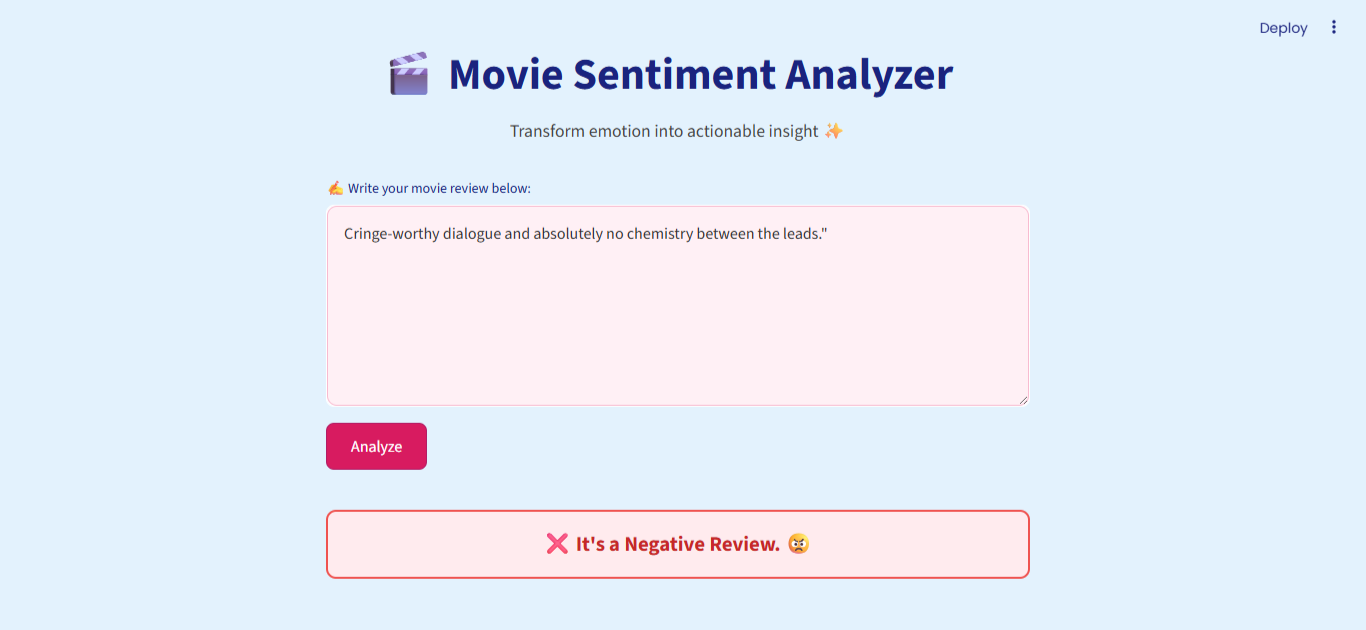 Deploy
🎬 Movie Sentiment Analyzer
Transform emotion into actionable insight ✨
✍️ Write your movie review below:
Cringe-worthy dialogue and absolutely no chemistry between the leads."
Analyze
❌ It's a Negative Review. 😡